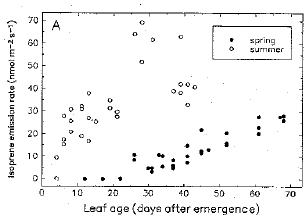 A
spring
summer
Isoprene emission rate (nmol m⁻² s⁻¹)
70
60
50
40
30
20
10
0
0 10 20 30 40 50 60 70
Leaf age (days after emergence)